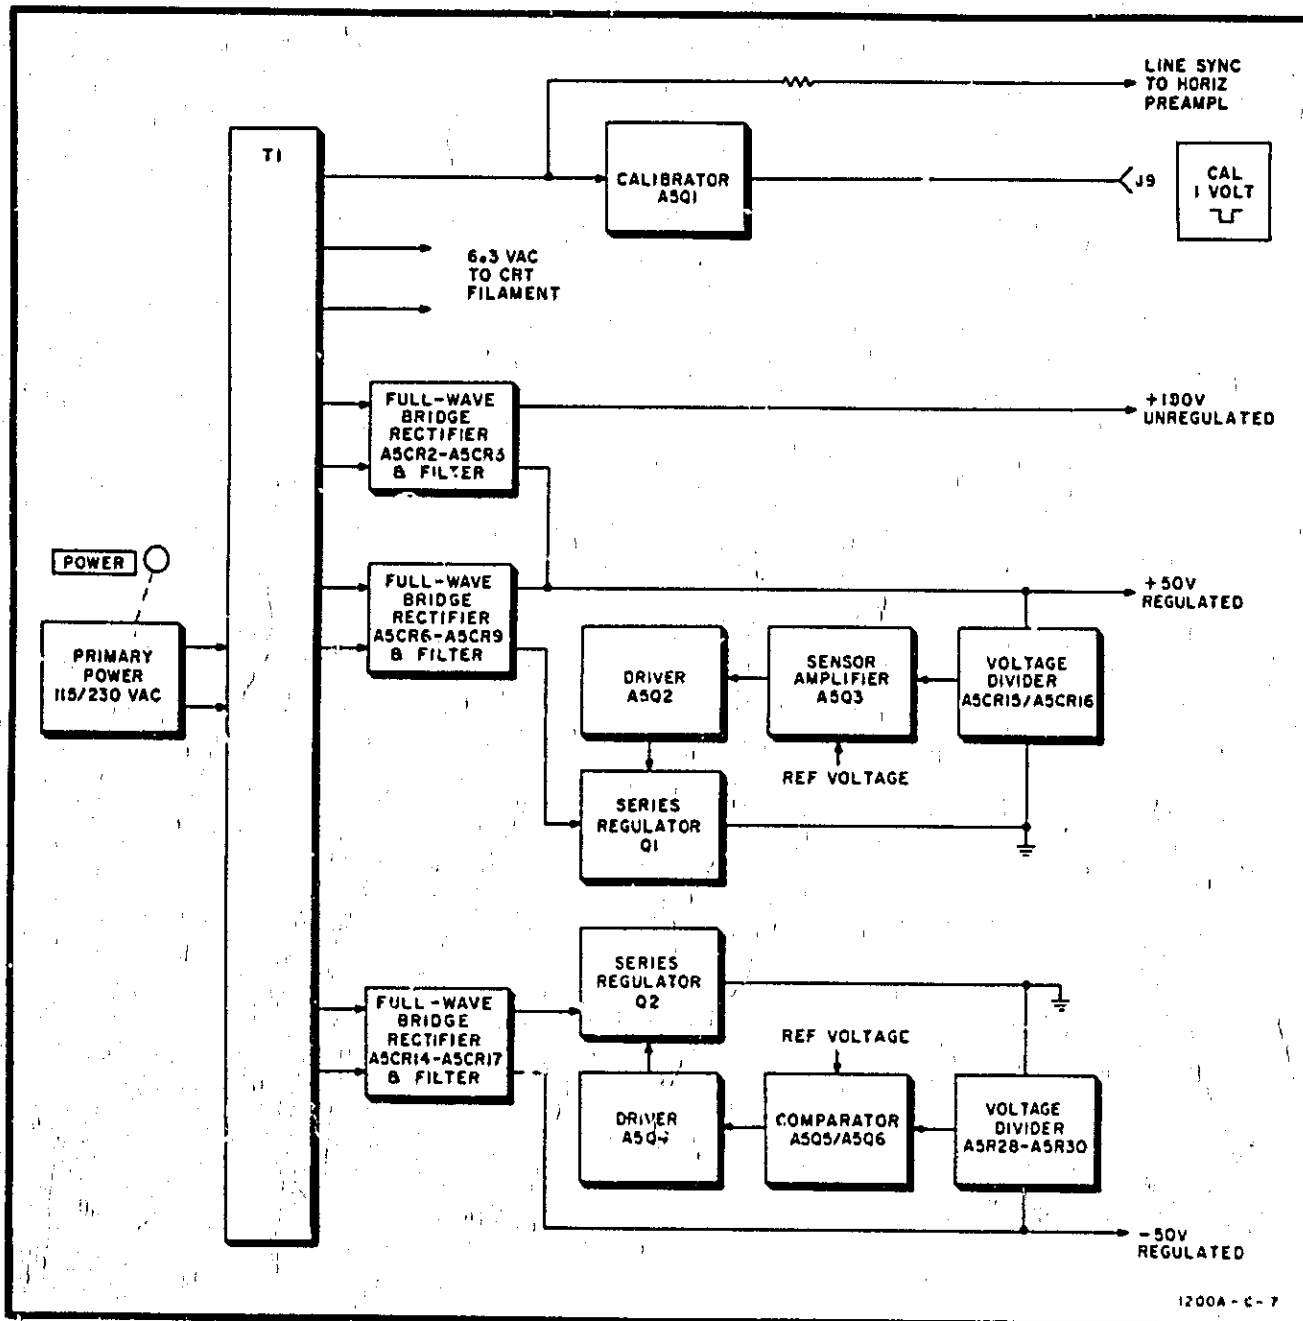 LINE SYNC
TO HORIZ
PREAMPL
T1
CALIBRATOR
A5Q1
J9
CAL
1 VOLT
6.3 VAC
TO CRT
FILAMENT
FULL-WAVE
BRIDGE
RECTIFIER
& FILTER
UNREGULATED
POWER
PRIMARY
POWER
115/230 VAC
FULL-WAVE
BRIDGE
RECTIFIER
A5CR6-A5CR9
& FILTER
+50V
REGULATED
DRIVER
A5Q2
SENSOR
AMPLIFIER
A5Q3
VOLTAGE
DIVIDER
A5CR15/A5CR16
REF VOLTAGE
SERIES
REGULATOR
Q1
SERIES
REGULATOR
Q2
FULL-WAVE
BRIDGE
RECTIFIER
A5CR14-A5CR17
& FILTER
REF VOLTAGE
DRIVER
COMPARATOR
A5Q5/A5Q6
VOLTAGE
DIVIDER
A5R28-A5R30
-50V
REGULATED
1200A-C-7